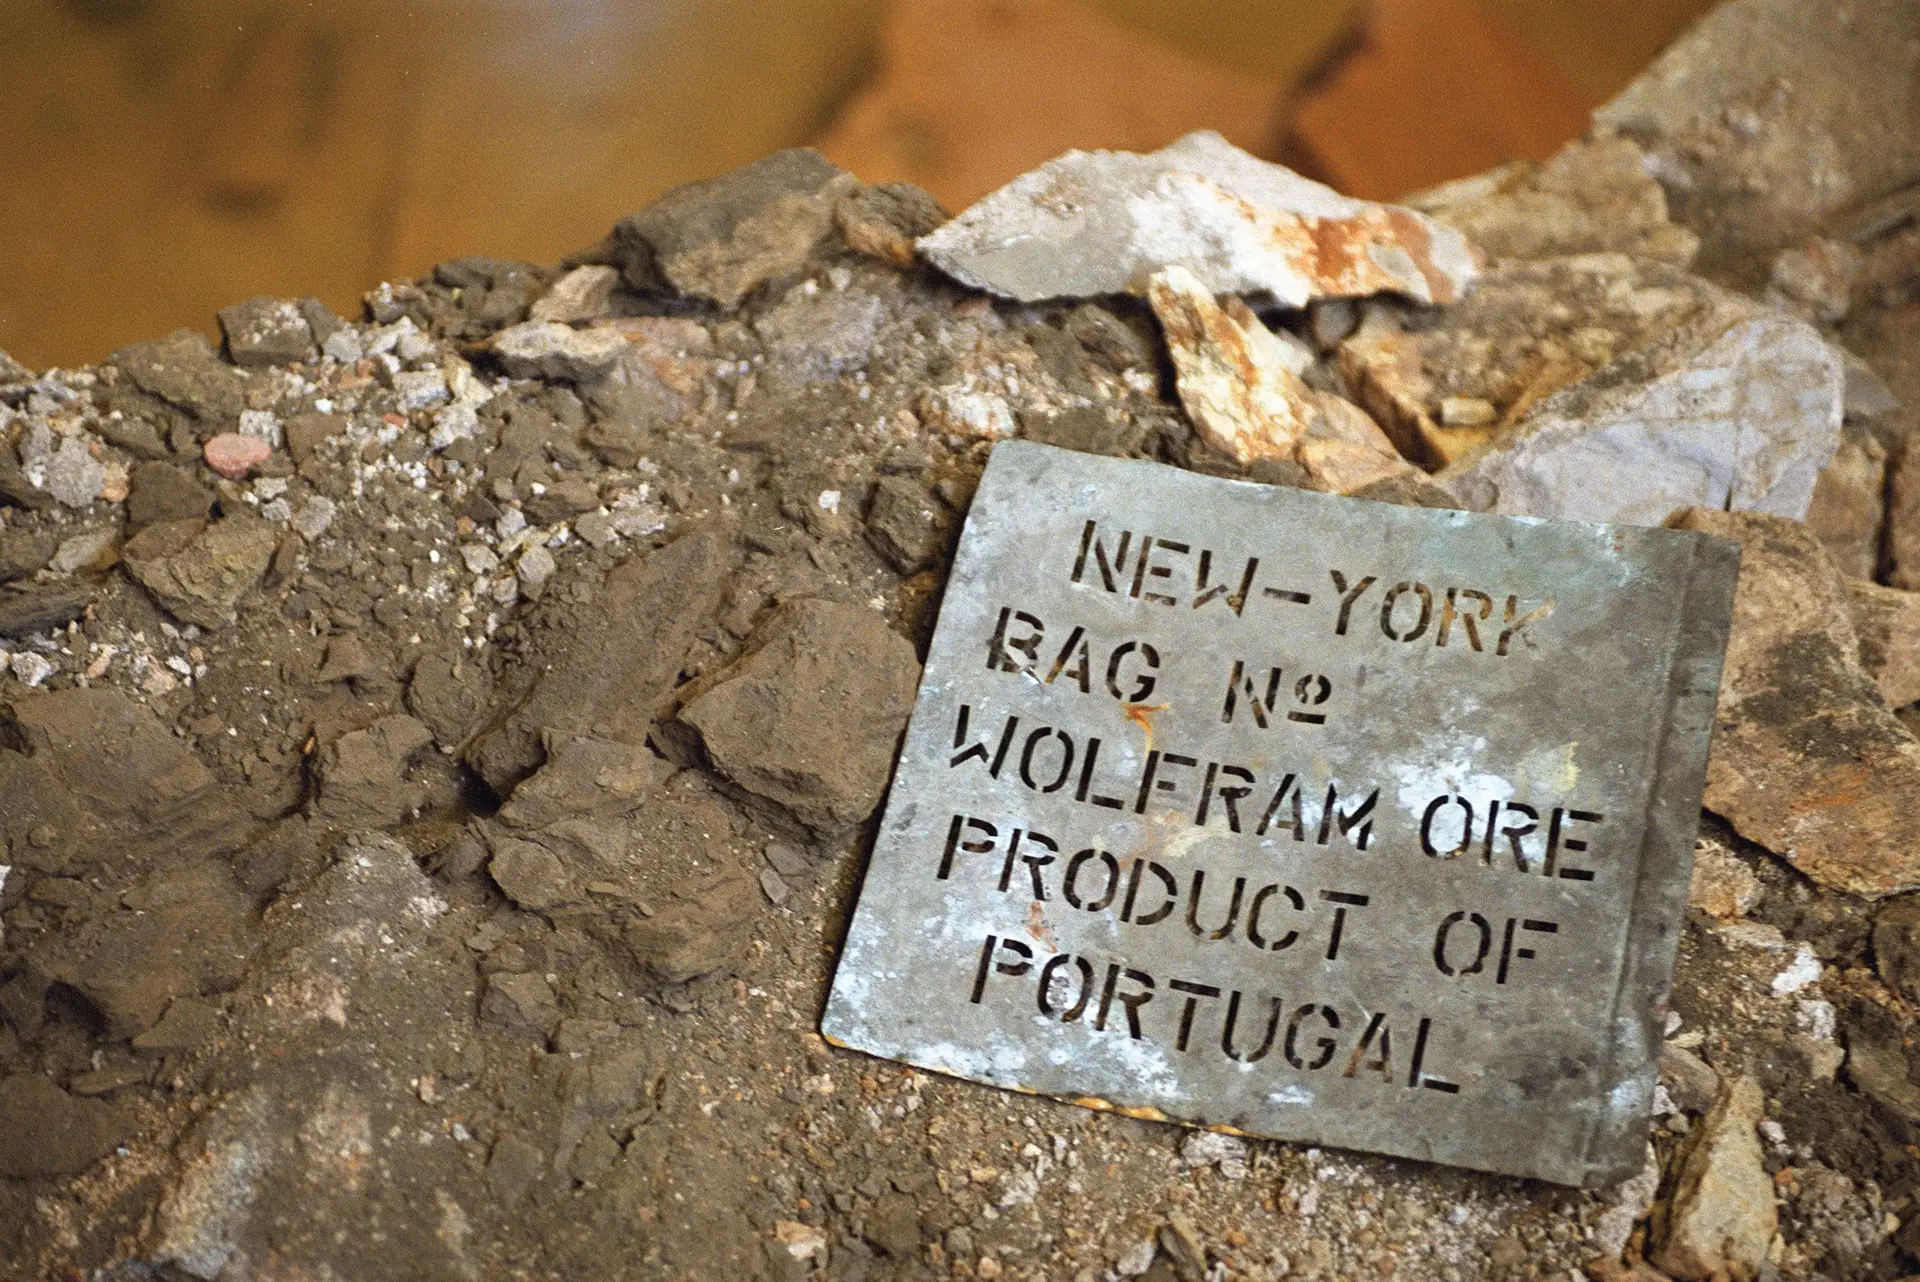 NEW-YORK
BAG Nº
WOLFRAM ORE
PRODUCT OF
PORTUGAL